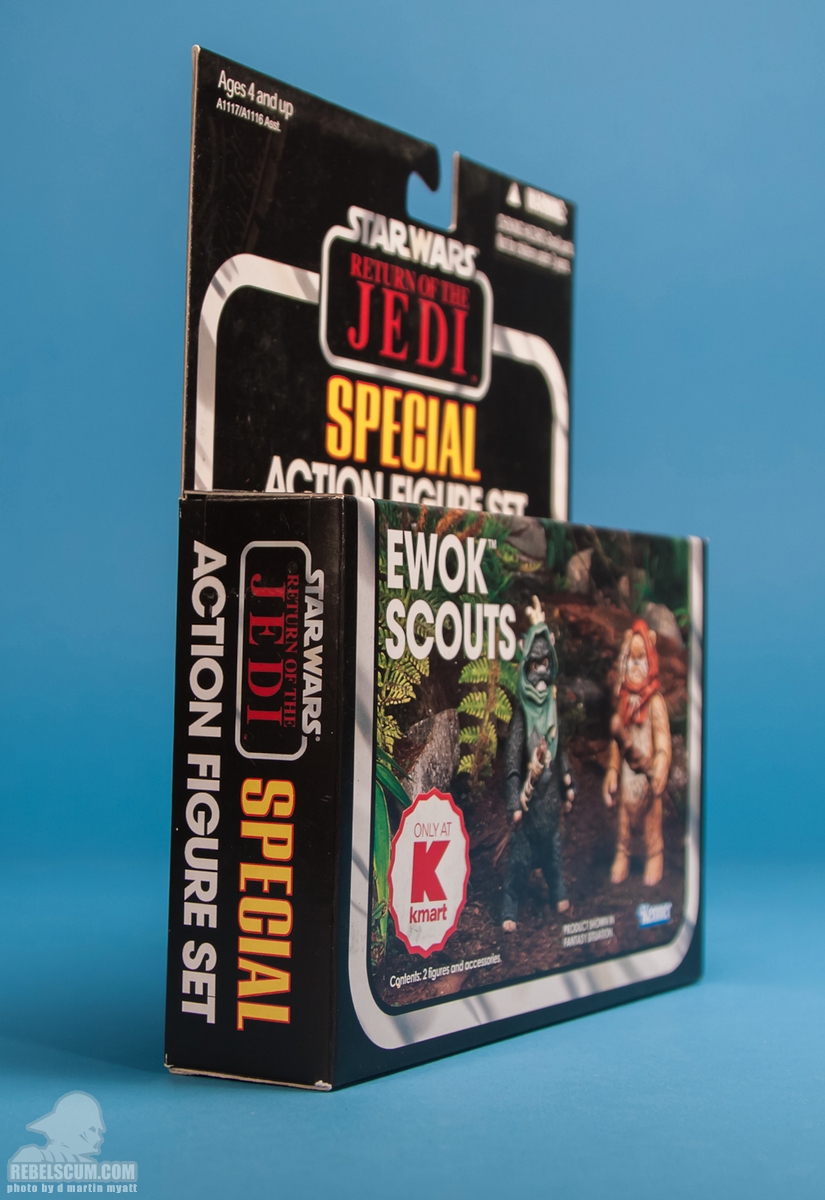 Ages 4 and up
A1117/A1116 Asst.
STAR WARS
RETURN OF THE
JEDI
SPECIAL
ACTION FIGURE SET
EWOK™
SCOUTS
ONLY AT
K
kmart
Contents: 2 figures and accessories.
PRODUCT SHOWN IN
FANTASY SITUATION.
Kenner
STAR WARS®
RETURN OF THE
JEDI
SPECIAL
ACTION FIGURE SET
REBELSCUM.COM
photo by d martin myatt